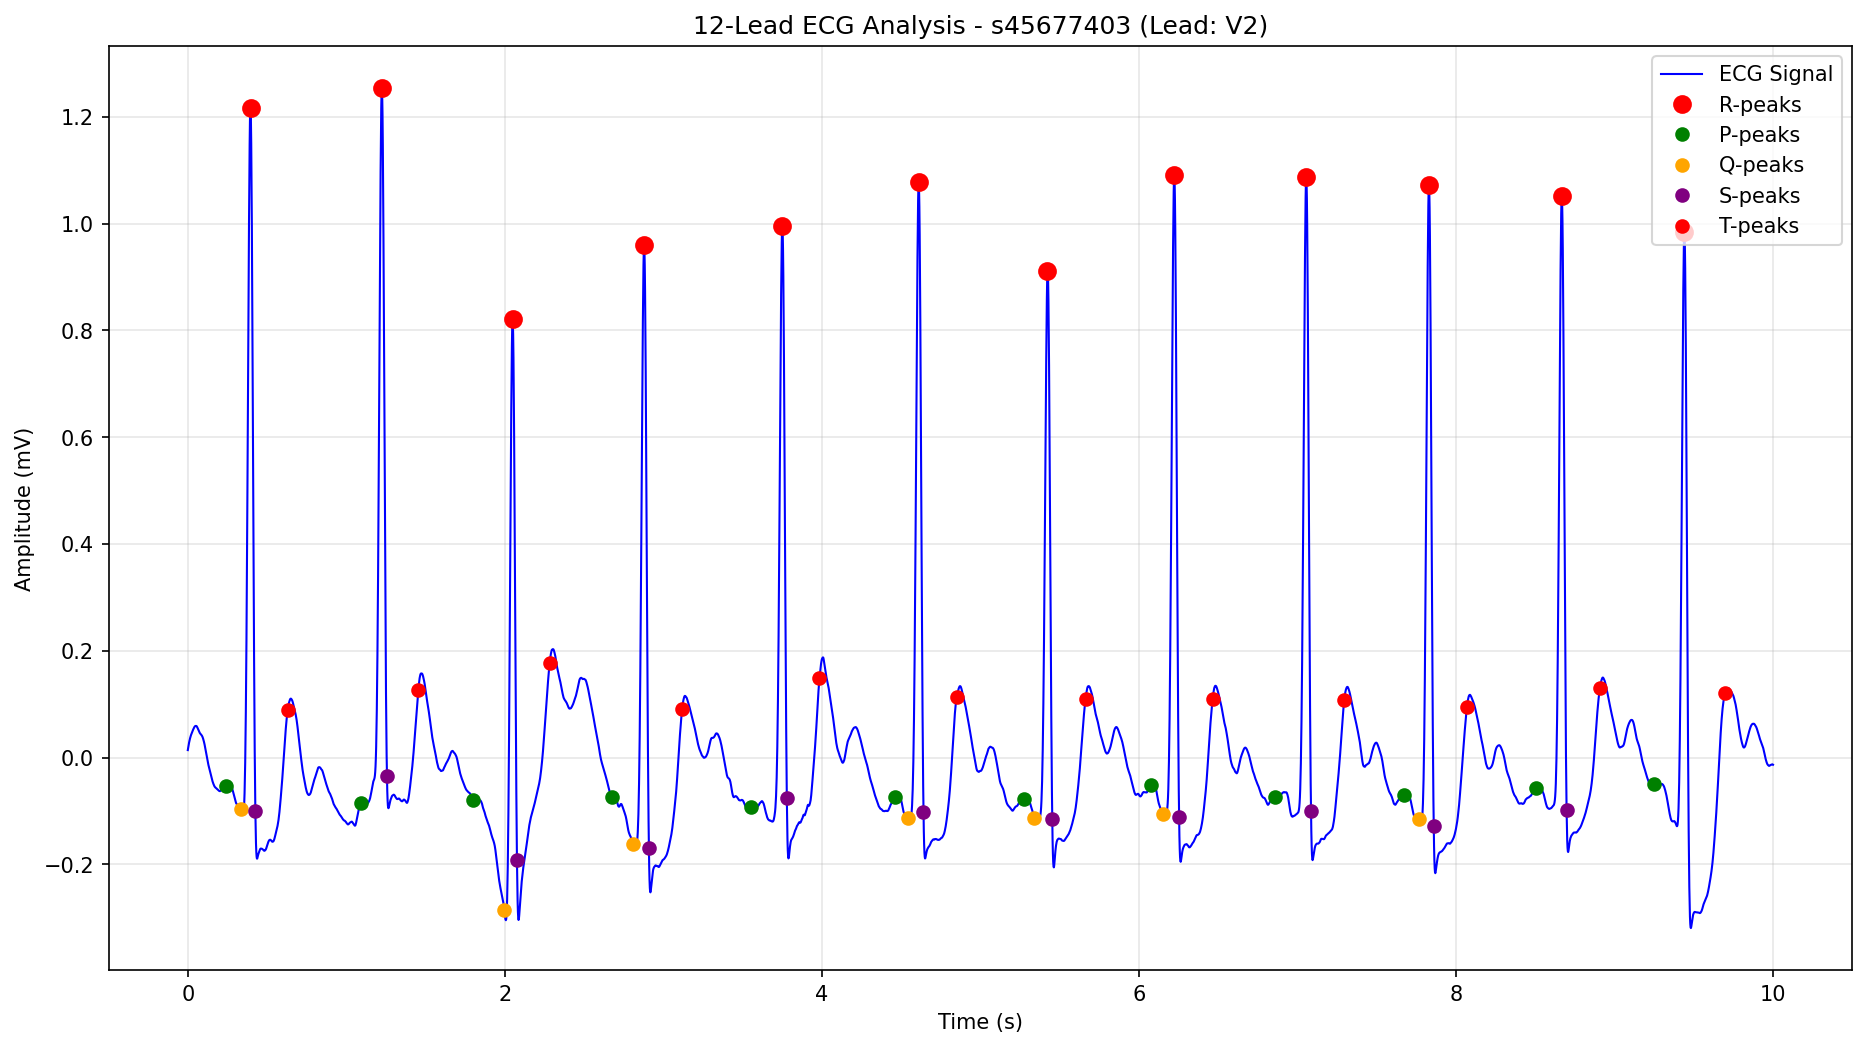 12-Lead ECG Analysis - s45677403 (Lead: V2)
ECG Signal
R-peaks
P-peaks
Q-peaks
S-peaks
T-peaks
Amplitude (mV)
1.2
1.0
0.8
0.6
0.4
0.2
0.0
−0.2
0 2 4 6 8 10
Time (s)